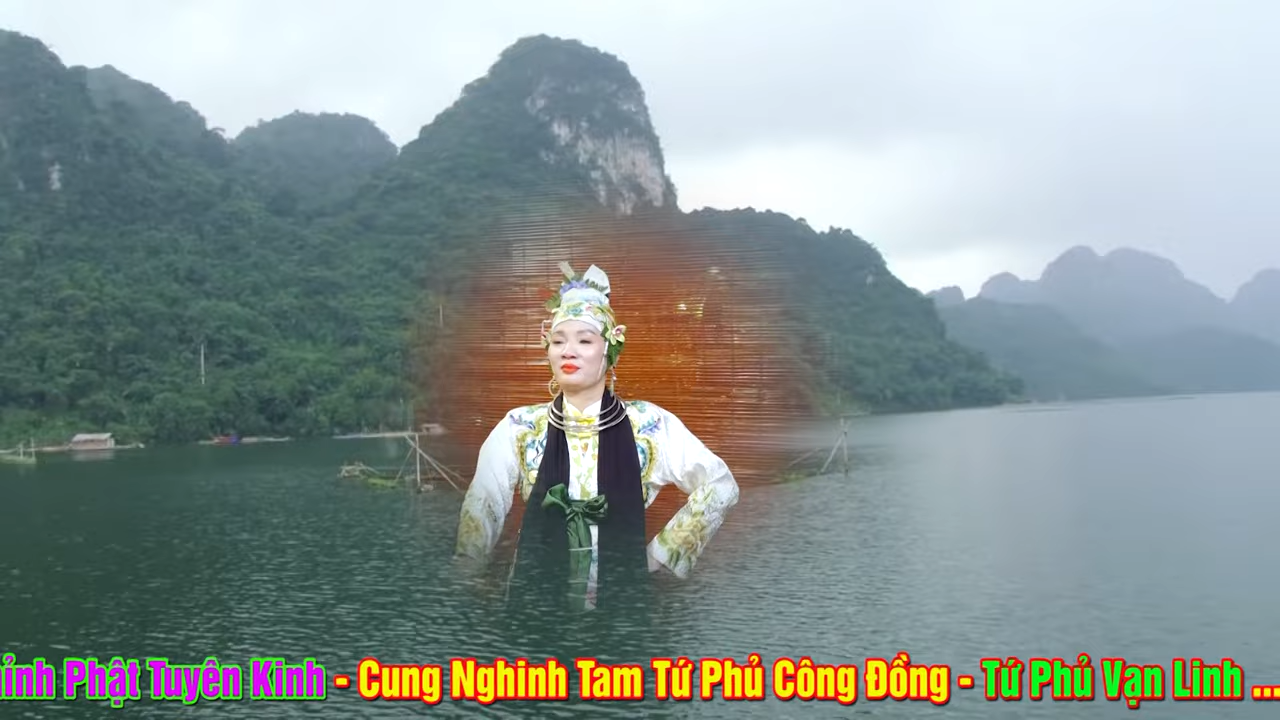 Phật Tuyên Kinh - Cung Nghinh Tam Tứ Phủ Công Đồng - Tứ Phủ Vạn Linh ...